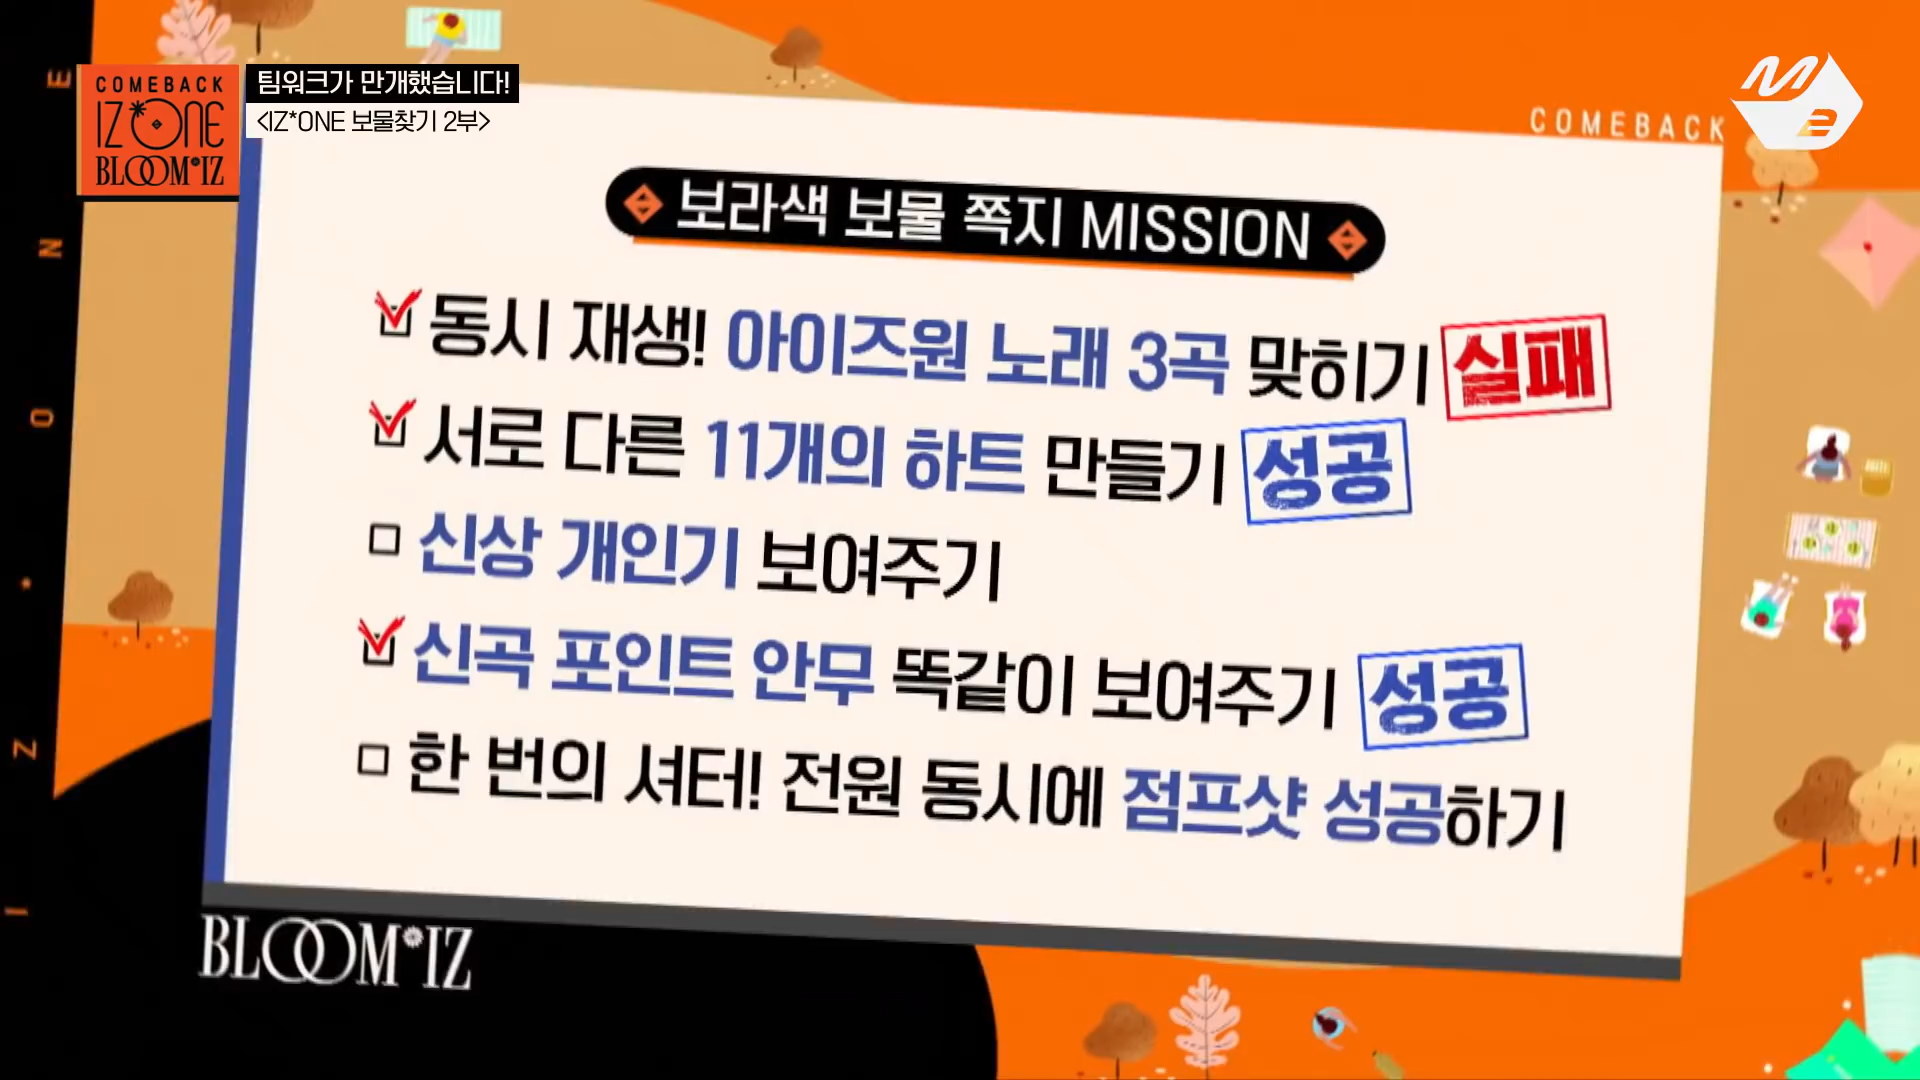 COMEBACK
IZ*ONE
BLOOM*IZ
팀워크가 만개했습니다!
<IZ*ONE 보물찾기 2부>
COMEBACK
M2
보라색 보물 쪽지 MISSION
동시 재생! 아이즈원 노래 3곡 맞히기 실패
서로 다른 11개의 하트 만들기 성공
신상 개인기 보여주기
신곡 포인트 안무 똑같이 보여주기 성공
한 번의 셔터! 전원 동시에 점프샷 성공하기
BLOOM*IZ
IZ*ONE